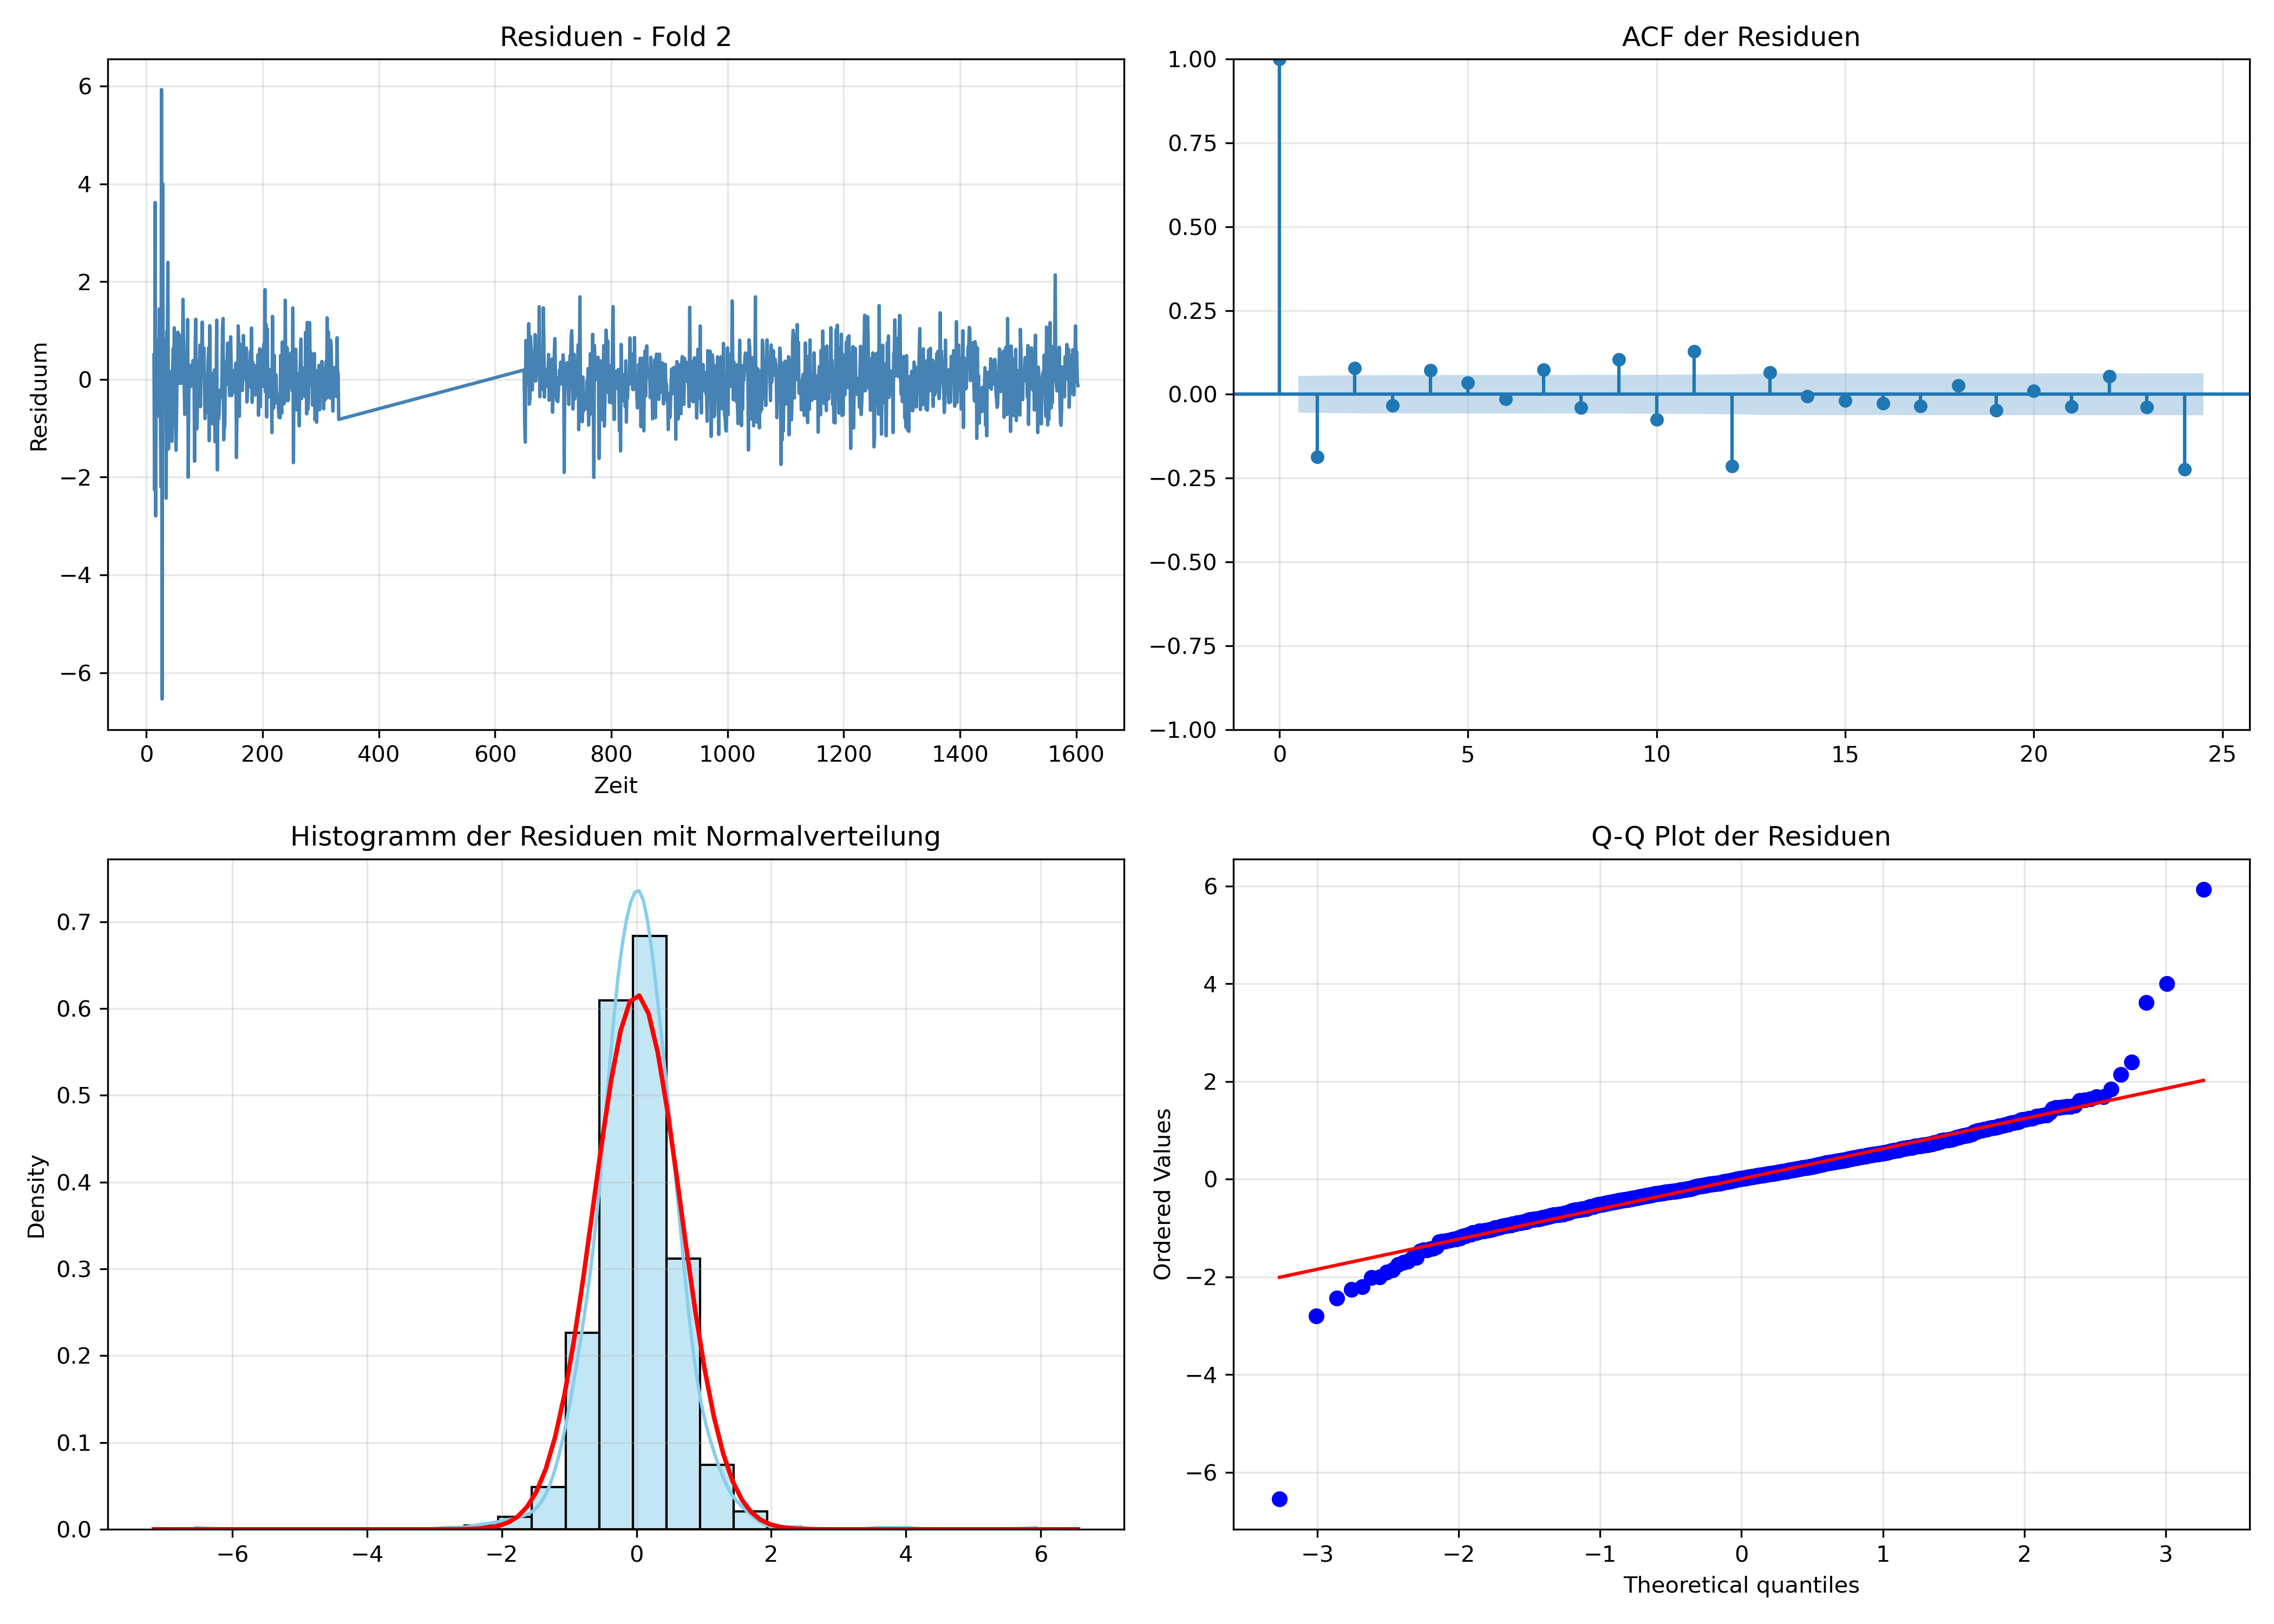 Residuen - Fold 2
6
4
2
0
−2
−4
−6
Residuum
0 200 400 600 800 1000 1200 1400 1600
Zeit
ACF der Residuen
1.00
0.75
0.50
0.25
0.00
−0.25
−0.50
−0.75
−1.00
0 5 10 15 20 25
Histogramm der Residuen mit Normalverteilung
0.7
0.6
0.5
0.4
0.3
0.2
0.1
0.0
Density
−6 −4 −2 0 2 4 6
Q-Q Plot der Residuen
6
4
2
0
−2
−4
−6
Ordered Values
−3 −2 −1 0 1 2 3
Theoretical quantiles